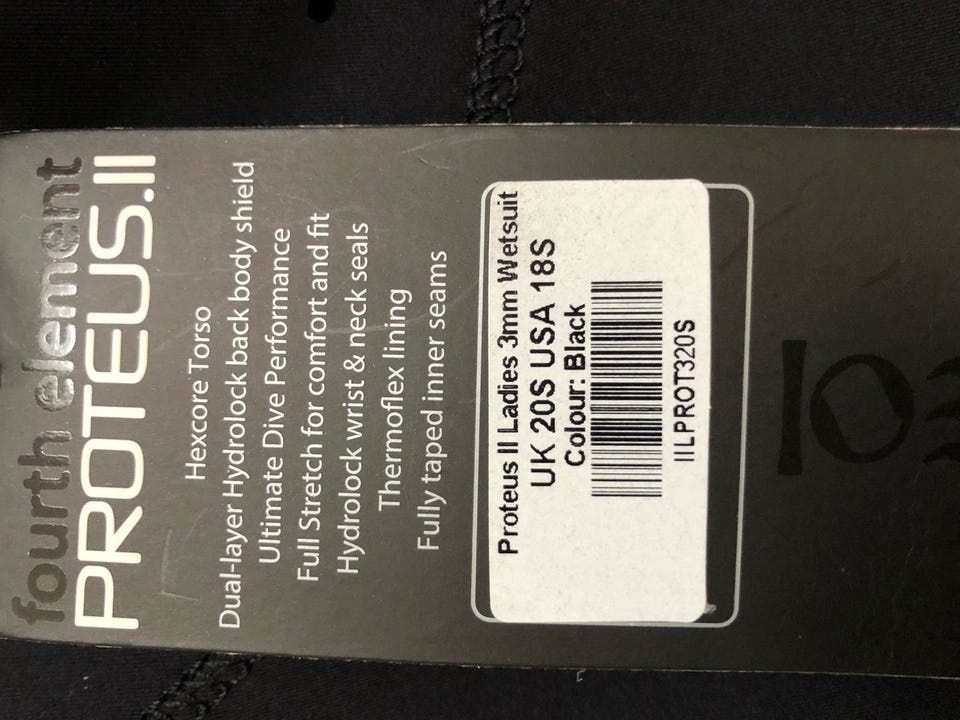 fourth element
PROTEUS.II
Hexcore Torso
Dual-layer Hydrolock back body shield
Ultimate Dive Performance
Full Stretch for comfort and fit
Hydrolock wrist & neck seals
Thermoflex lining
Fully taped inner seams
Proteus II Ladies 3mm Wetsuit
UK 20S USA 18S
Colour: Black
IILPROT320S